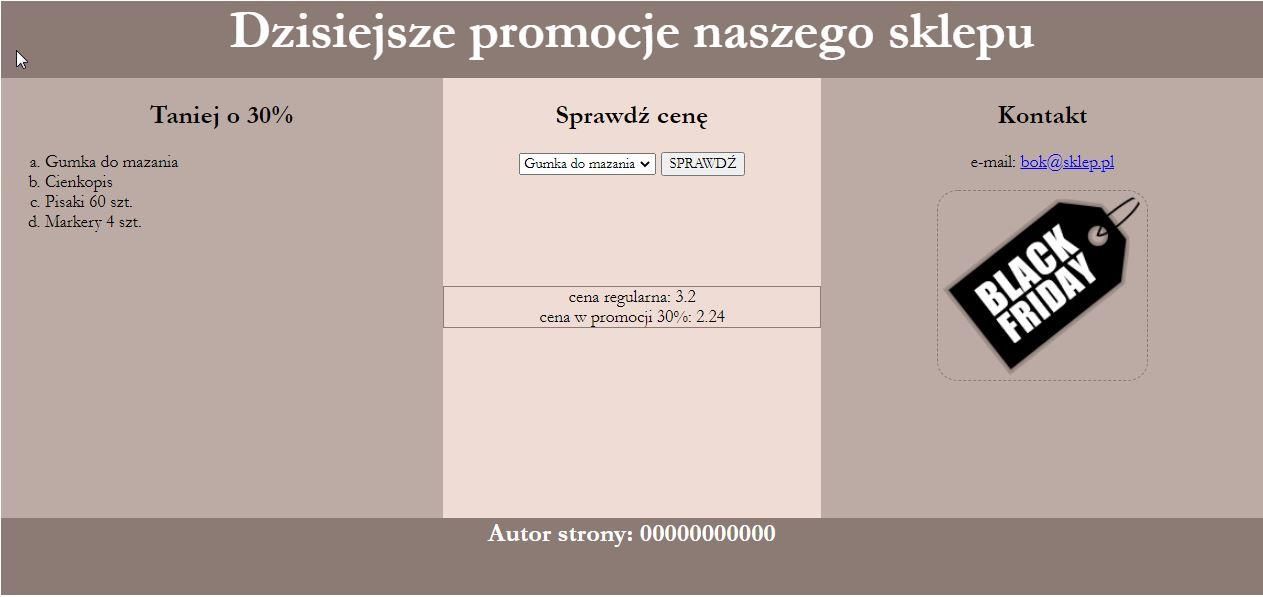 Dzisiejsze promocje naszego sklepu
Taniej o 30%
a. Gumka do mazania
b. Cienkopis
c. Pisaki 60 szt.
d. Markery 4 szt.
Sprawdź cenę
Gumka do mazania SPRAWDŹ
cena regularna: 3.2
cena w promocji 30%: 2.24
Kontakt
e-mail: bok@sklep.pl
BLACK
FRIDAY
Autor strony: 00000000000